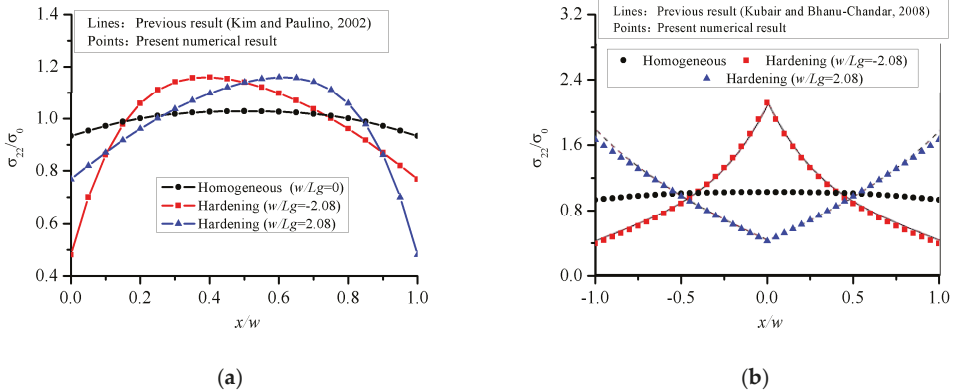 Lines: Previous result (Kim and Paulino, 2002)
Points: Present numerical result
1.4
1.2
1.0
0.8
0.6
0.4
σ22/σ0
Homogeneous (w/Lg=0)
Hardening (w/Lg=-2.08)
Hardening (w/Lg=2.08)
0.0 0.2 0.4 0.6 0.8 1.0
x/w
(a)
Lines: Previous result (Kubair and Bhanu-Chandar, 2008)
Points: Present numerical result
Homogeneous Hardening (w/Lg=-2.08)
Hardening (w/Lg=2.08)
3.2
2.4
1.6
0.8
0.0
σ22/σ0
-1.0 -0.5 0.0 0.5 1.0
x/w
(b)